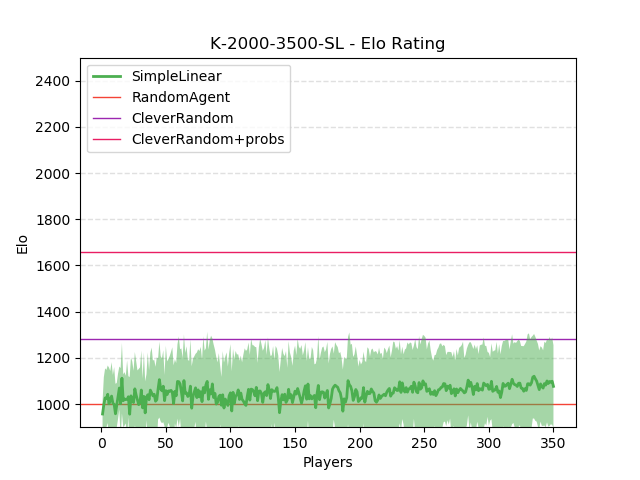 K-2000-3500-SL - Elo Rating
SimpleLinear
RandomAgent
CleverRandom
CleverRandom+probs
2400
2200
2000
1800
1600
1400
1200
1000
Elo
0 50 100 150 200 250 300 350
Players